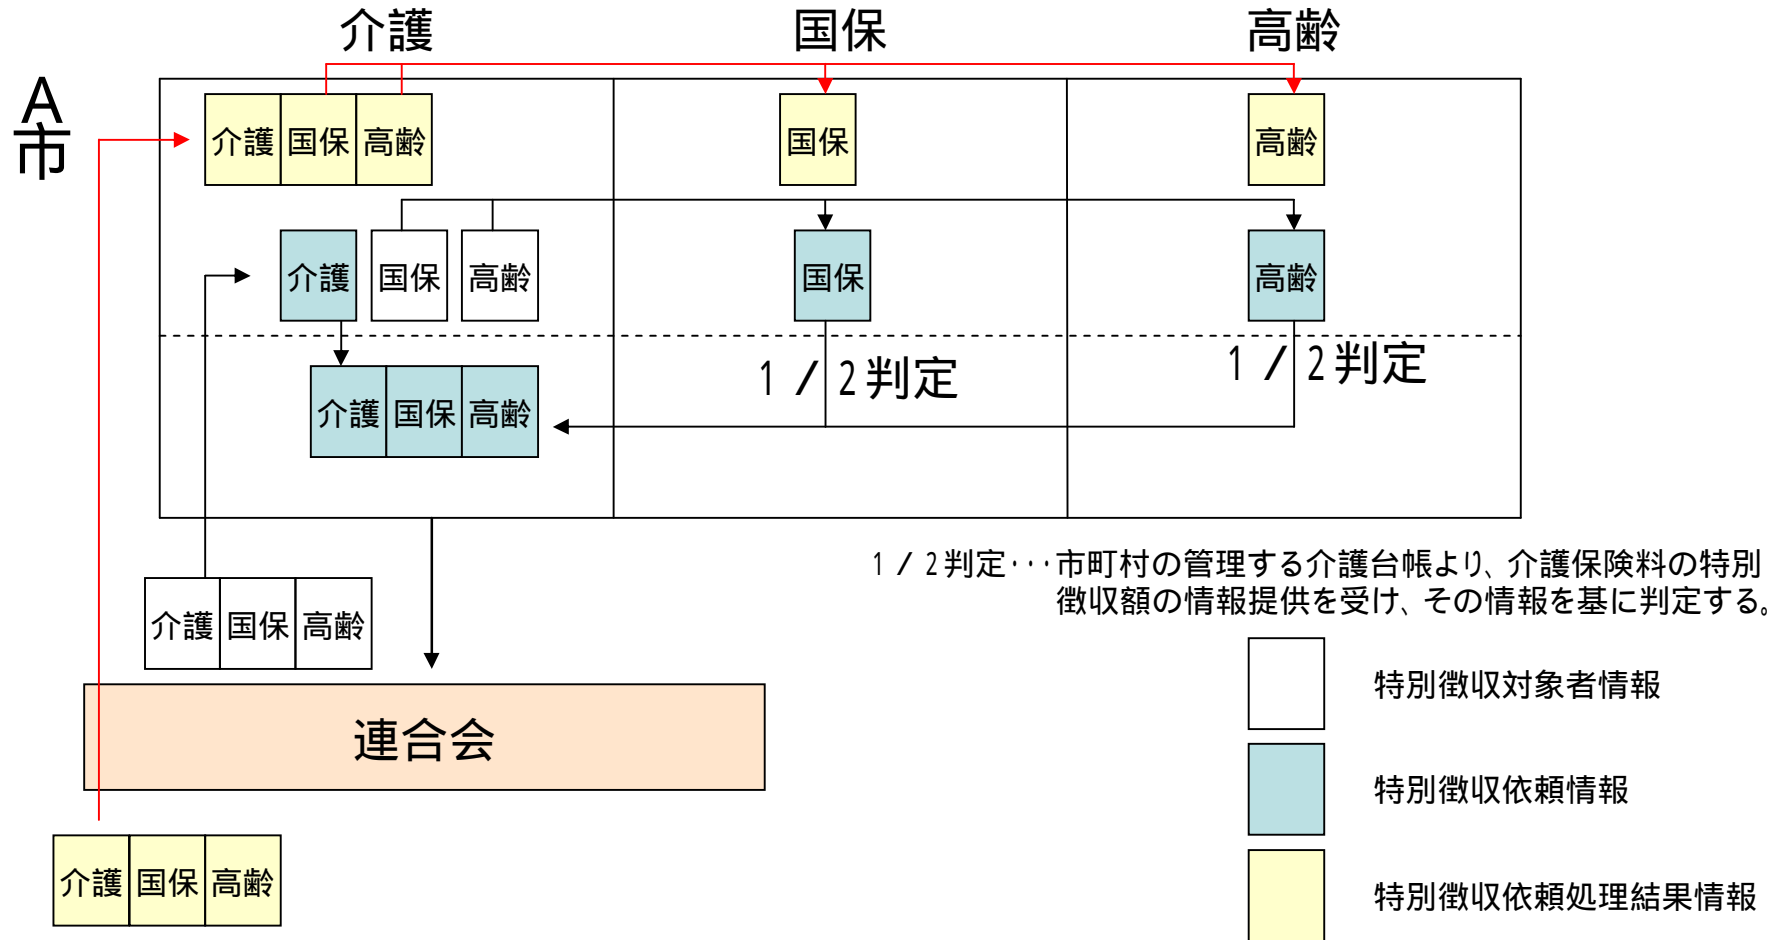 介護 国保 高齢
A市
介護 国保 高齢 国保 高齢
介護 国保 高齢 国保 高齢
1/2判定 1/2判定
介護 国保 高齢
1/2判定・・・市町村の管理する介護台帳より、介護保険料の特別
徴収額の情報提供を受け、その情報を基に判定する。
介護 国保 高齢
特別徴収対象者情報
連合会
特別徴収依頼情報
介護 国保 高齢
特別徴収依頼処理結果情報